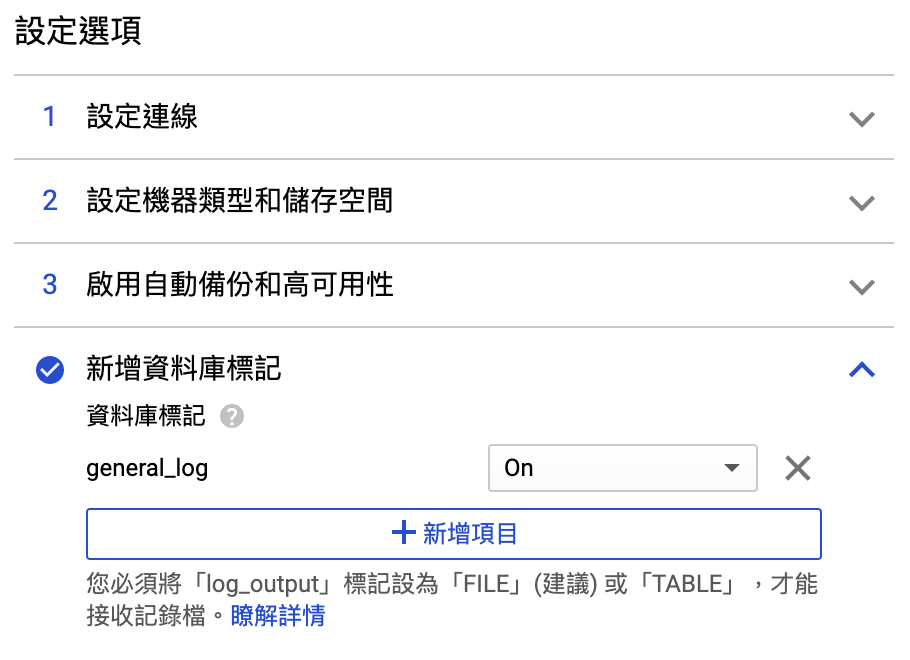 設定選項
1 設定連線
2 設定機器類型和儲存空間
3 啟用自動備份和高可用性
新增資料庫標記
資料庫標記 ?
general_log On
+ 新增項目
您必須將「log_output」標記設為「FILE」(建議) 或「TABLE」，才能
接收記錄檔。瞭解詳情